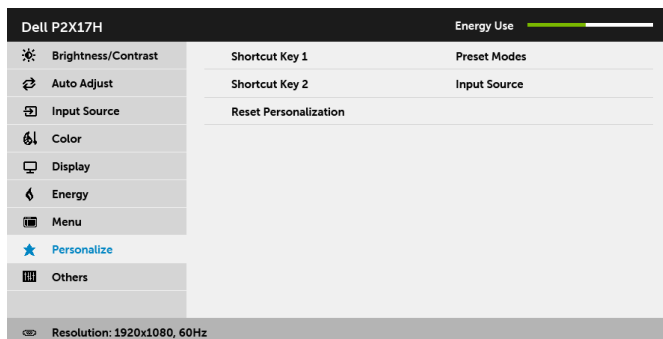 Dell P2X17H Energy Use
Brightness/Contrast Shortcut Key 1 Preset Modes
Auto Adjust Shortcut Key 2 Input Source
Input Source Reset Personalization
Color
Display
Energy
Menu
Personalize
Others
Resolution: 1920x1080, 60Hz